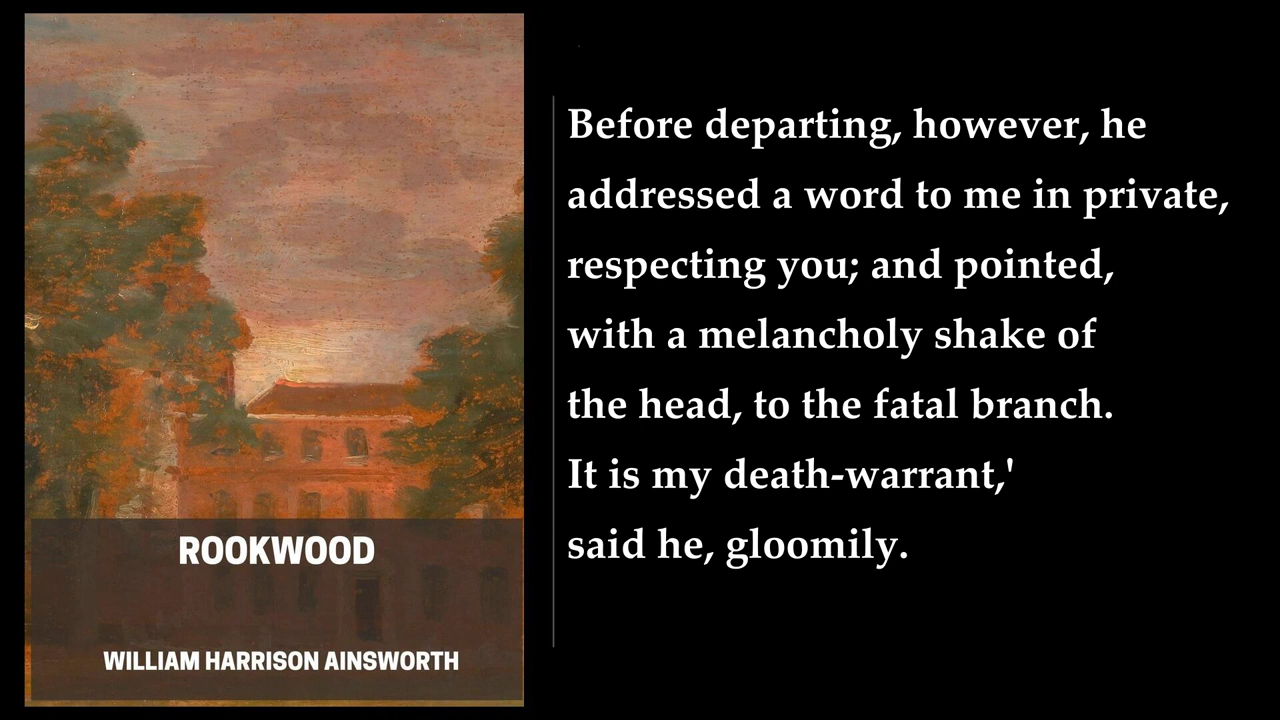 ROOKWOOD
WILLIAM HARRISON AINSWORTH
Before departing, however, he
addressed a word to me in private,
respecting you; and pointed,
with a melancholy shake of
the head, to the fatal branch.
It is my death-warrant,'
said he, gloomily.